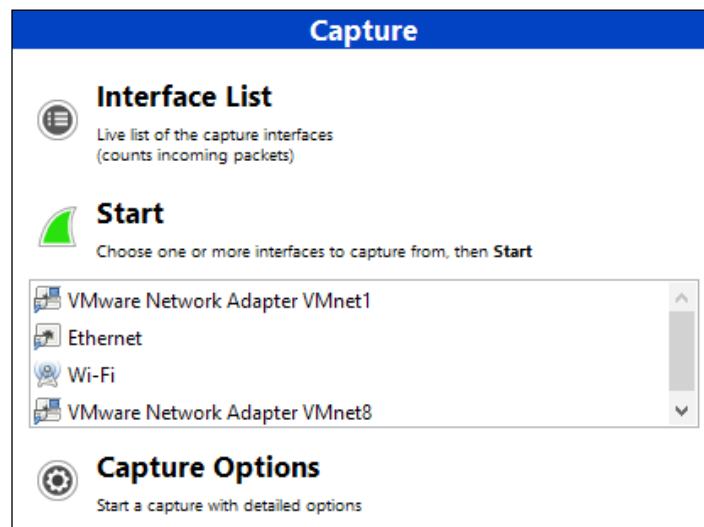 Capture
Interface List
Live list of the capture interfaces
(counts incoming packets)
Start
Choose one or more interfaces to capture from, then Start
VMware Network Adapter VMnet1
Ethernet
Wi-Fi
VMware Network Adapter VMnet8
Capture Options
Start a capture with detailed options